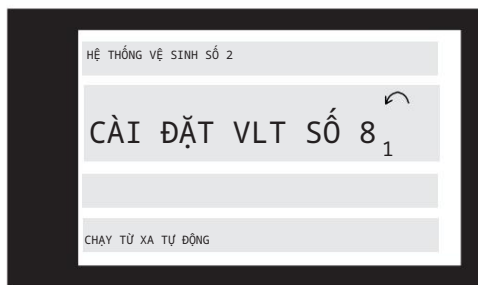 HỆ THỐNG VỆ SINH SỐ 2
CÀI ĐẶT VLT SỐ 8 1
CHẠY TỪ XA TỰ ĐỘNG